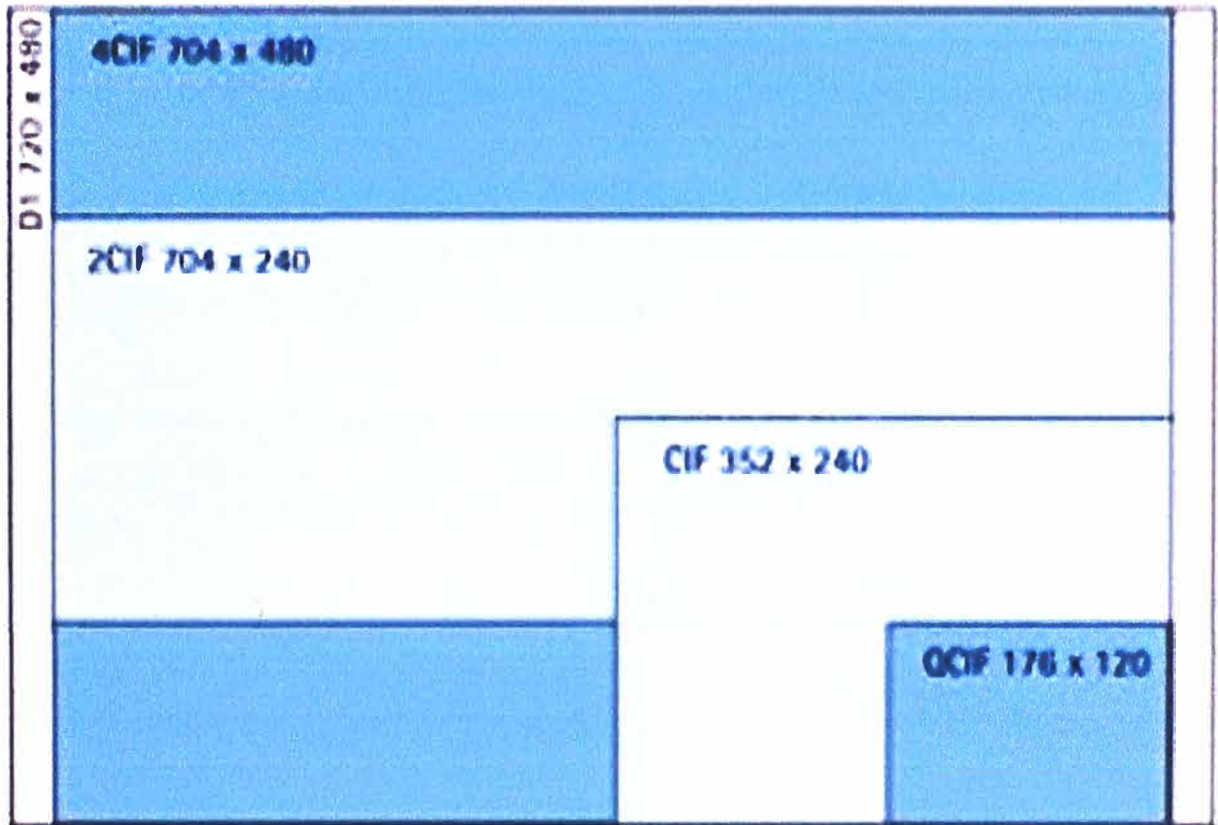 D1 720 x 480
4CIF 704 x 480
2CIF 704 x 240
CIF 352 x 240
QCIF 176 x 120